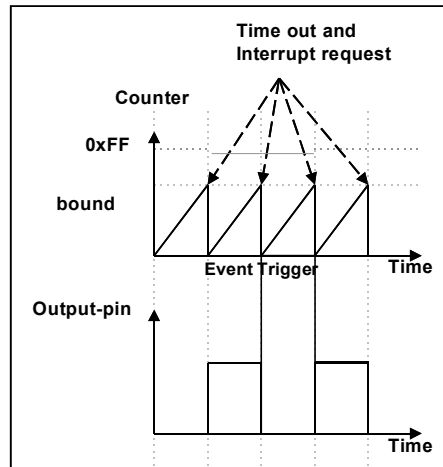 Time out and
Interrupt request
Counter
0xFF
bound
Event Trigger
Time
Output-pin
Time